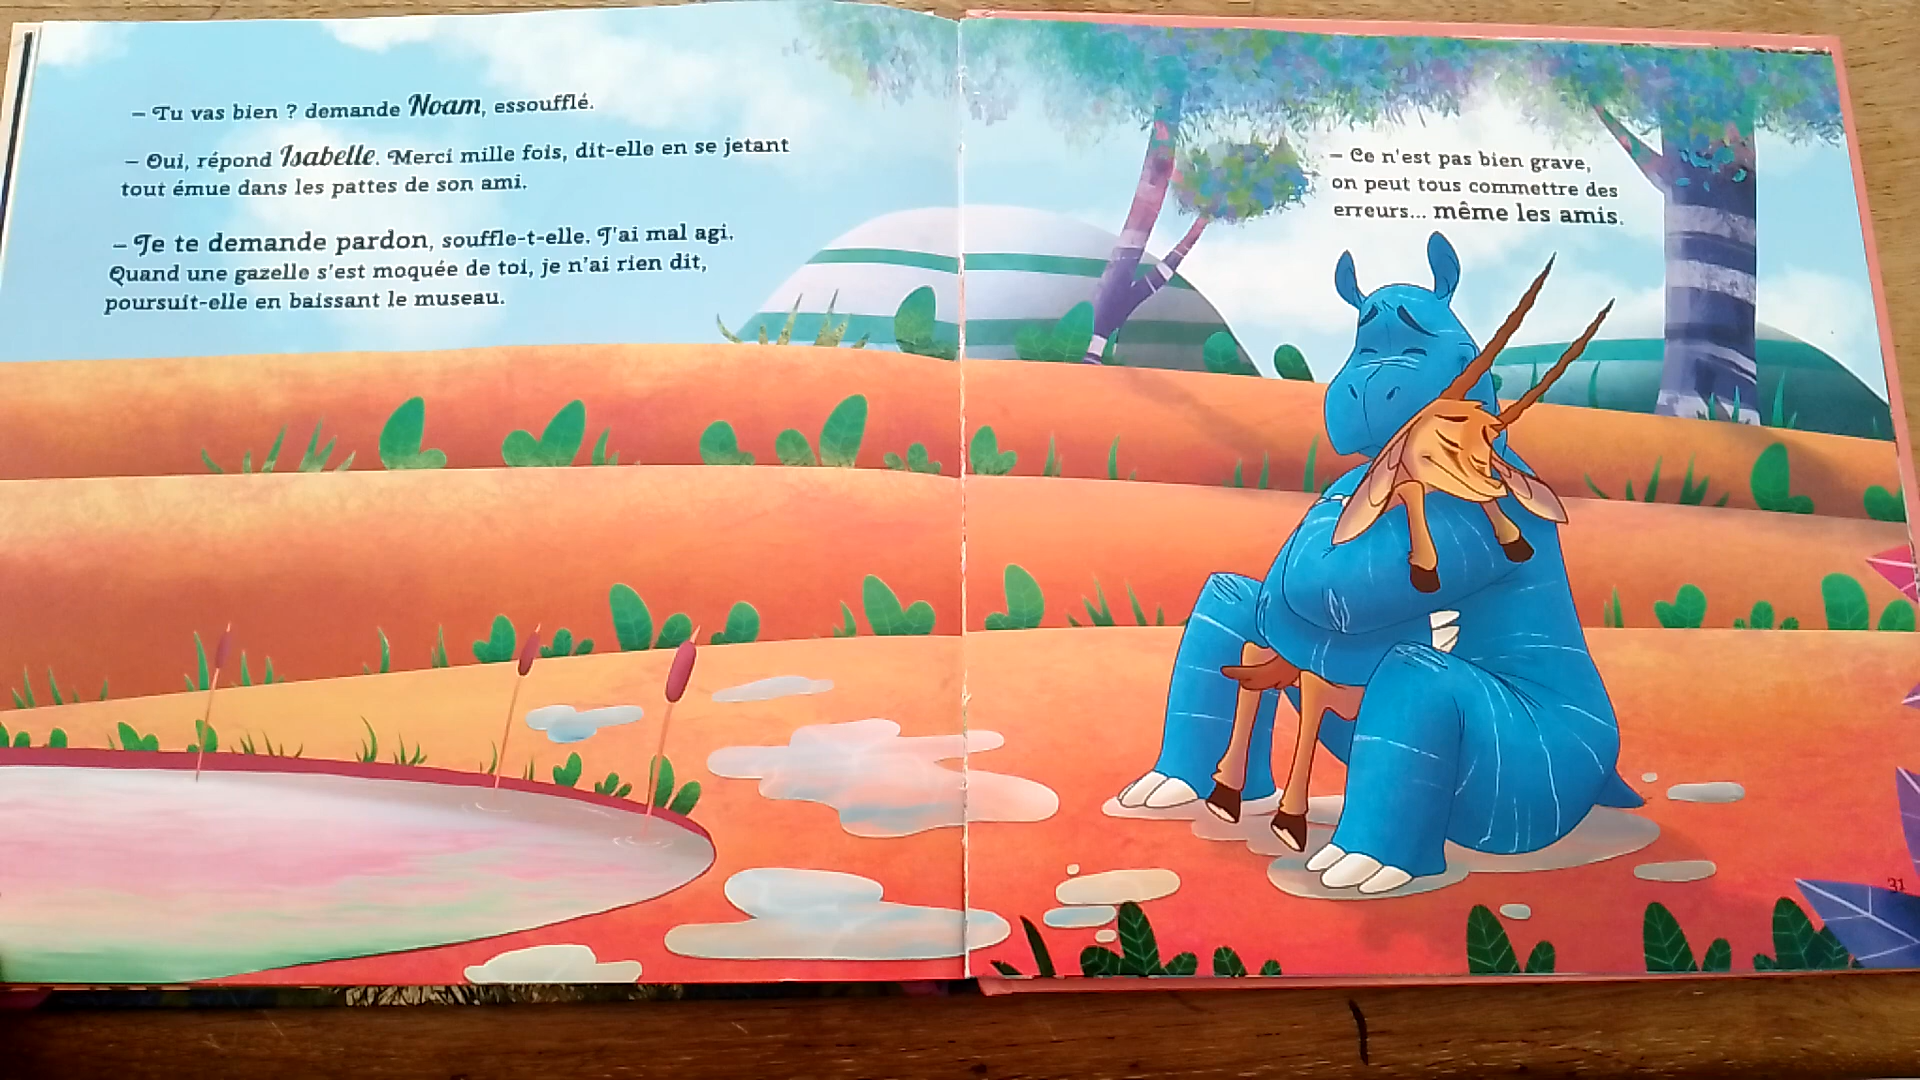 – Tu vas bien ? demande Noam, essoufflé.
– Oui, répond Isabelle. Merci mille fois, dit-elle en se jetant
tout émue dans les pattes de son ami.
– Je te demande pardon, souffle-t-elle. J'ai mal agi.
Quand une gazelle s'est moquée de toi, je n'ai rien dit,
poursuit-elle en baissant le museau.
– Ce n'est pas bien grave,
on peut tous commettre des
erreurs... même les amis.
31